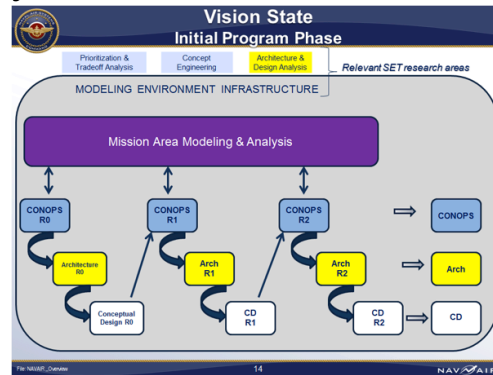 Vision State
Initial Program Phase
Prioritization &
Tradeoff Analysis
Concept
Engineering
Architecture &
Design Analysis
Relevant SET research areas
MODELING ENVIRONMENT INFRASTRUCTURE
Mission Area Modeling & Analysis
CONOPS
R0
CONOPS
R1
CONOPS
R2
CONOPS
Architecture
R0
Arch
R1
Arch
R2
Arch
Conceptual
Design R0
CD
R1
CD
R2
CD
File: NAVAIR_Overview
14
NAVAIR